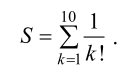 S = \sum_{k=1}^{10} \frac{1}{k!} .